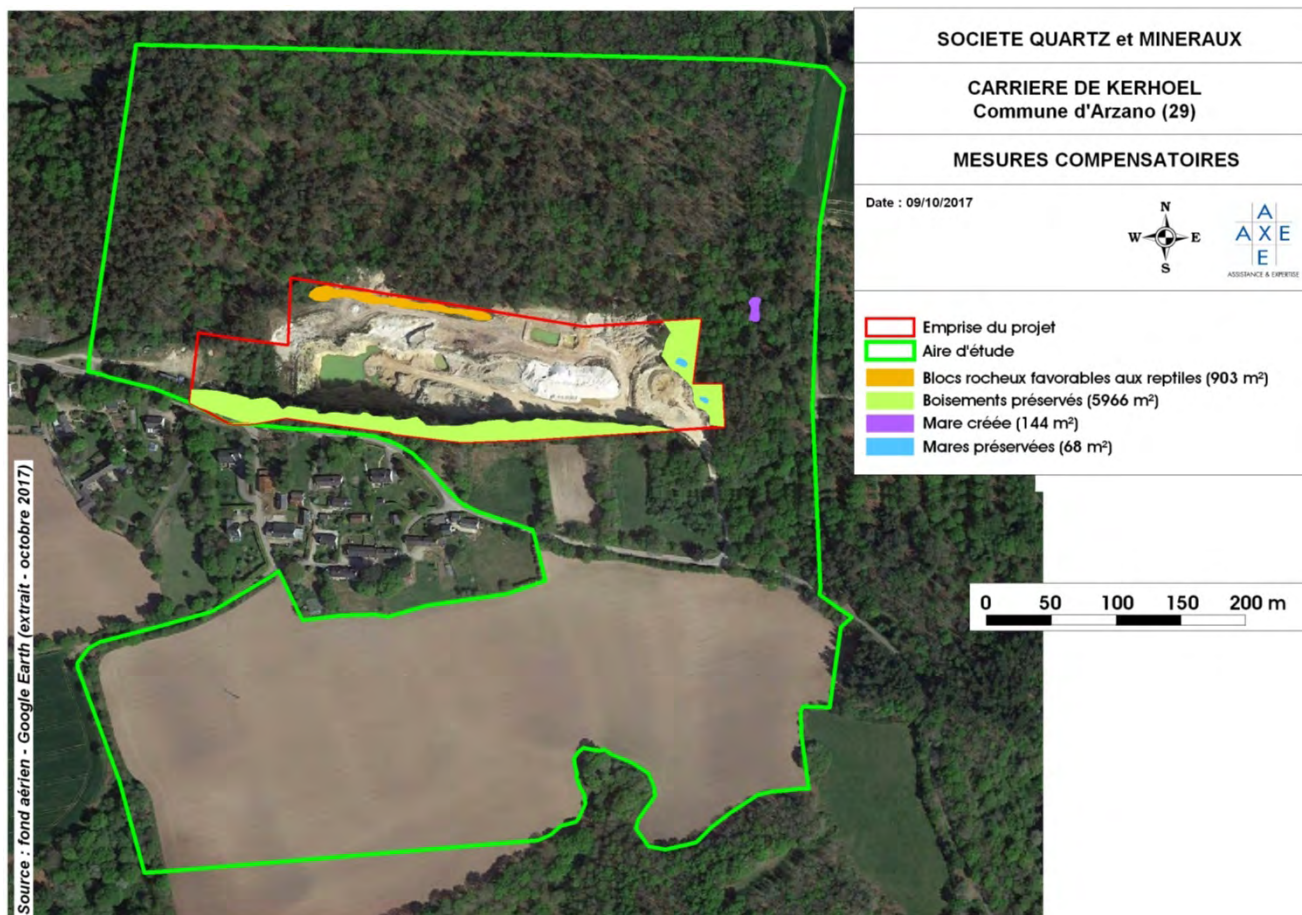 SOCIETE QUARTZ et MINERAUX
CARRIERE DE KERHOEL
Commune d'Arzano (29)
MESURES COMPENSATOIRES
Date : 09/10/2017
N
W E
S
A
A X E
E
ASSISTANCE & EXPERTISE
Emprise du projet
Aire d'étude
Blocs rocheux favorables aux reptiles (903 m²)
Boisements préservés (5966 m²)
Mare créée (144 m²)
Mares préservées (68 m²)
0 50 100 150 200 m
Source : fond aérien - Google Earth (extrait - octobre 2017)